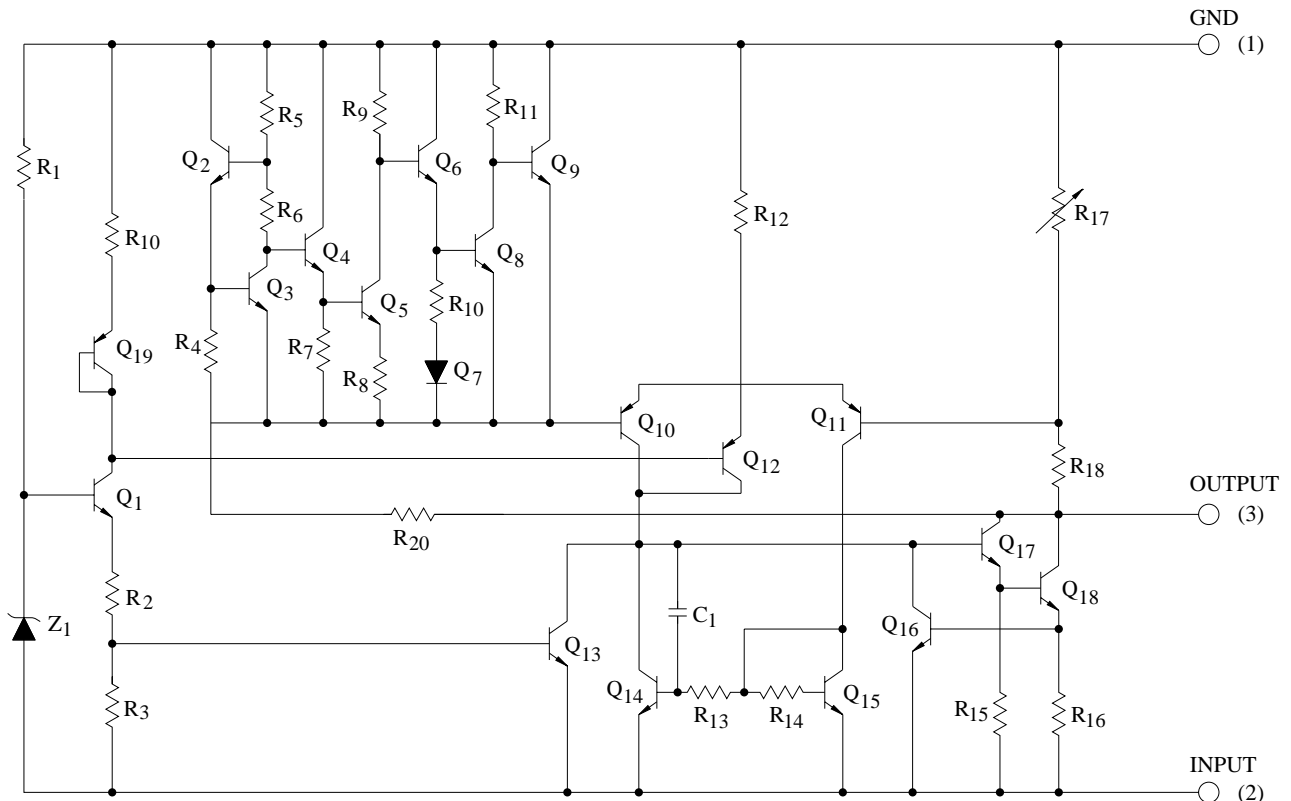 GND
(1)
R5
R9
R11
Q2
Q6
Q9
R1
R6
R12
R17
R10
Q4
Q8
Q3
Q5
R10
R4
R7
Q19
R8
Q7
Q10
Q11
Q12
R18
Q1
OUTPUT
(3)
R20
Q17
R2
C1
Q18
Z1
Q16
Q13
Q14
Q15
R3
R13
R14
R15
R16
INPUT
(2)